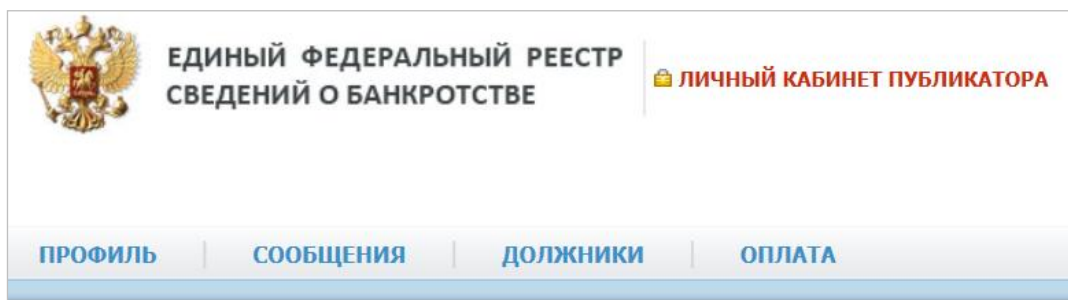 ЕДИНЫЙ ФЕДЕРАЛЬНЫЙ РЕЕСТР
СВЕДЕНИЙ О БАНКРОТСТВЕ
ЛИЧНЫЙ КАБИНЕТ ПУБЛИКАТОРА
ПРОФИЛЬ СООБЩЕНИЯ ДОЛЖНИКИ ОПЛАТА